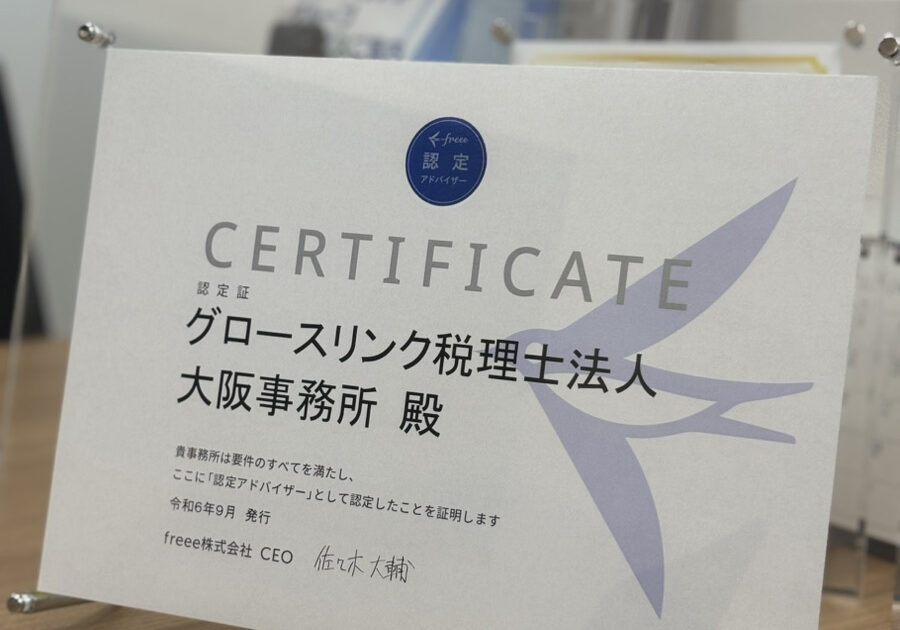 freee
認定
アドバイザー
CERTIFICATE
認定証
グロースリンク税理士法人
大阪事務所 殿
貴事務所は要件のすべてを満たし、
ここに「認定アドバイザー」として認定したことを証明します
令和6年9月 発行
freee株式会社 CEO 佐々木大輔